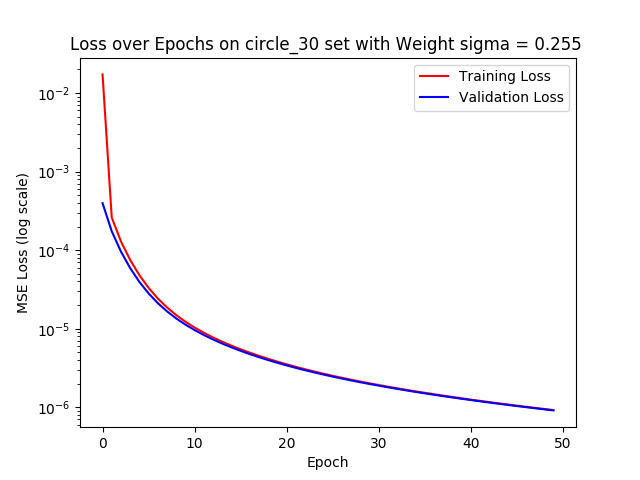 Loss over Epochs on circle_30 set with Weight sigma = 0.255
Training Loss
Validation Loss
MSE Loss (log scale)
10⁻²
10⁻³
10⁻⁴
10⁻⁵
10⁻⁶
0 10 20 30 40 50
Epoch